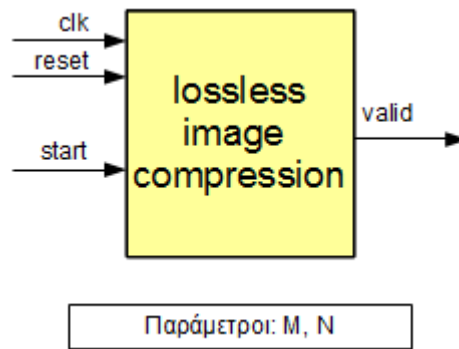 clk
reset
start
lossless
image
compression
valid
Παράμετροι: M, N